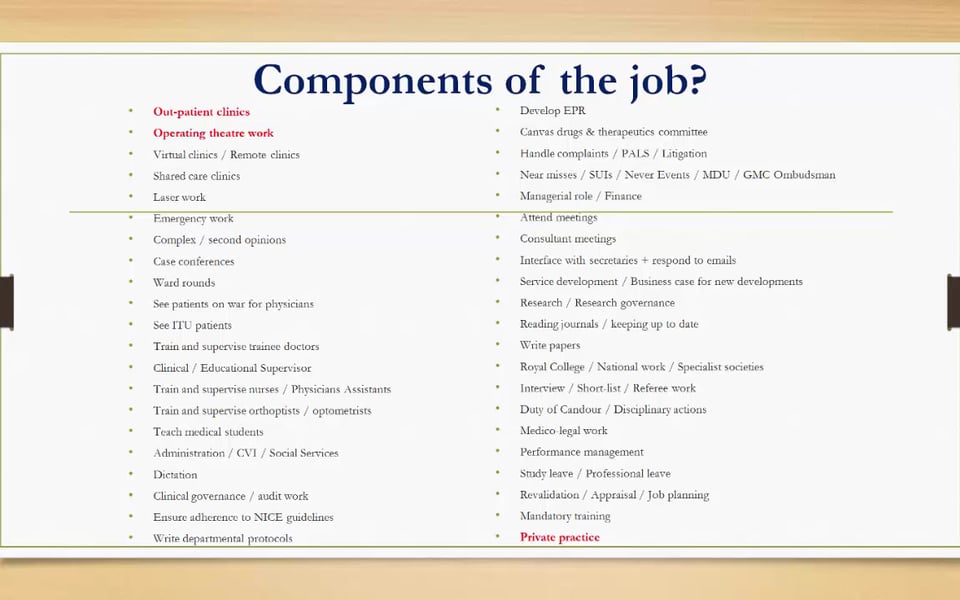 Components of the job?
• Out-patient clinics
• Operating theatre work
• Virtual clinics / Remote clinics
• Shared care clinics
• Laser work
• Emergency work
• Complex / second opinions
• Case conferences
• Ward rounds
• See patients on war for physicians
• See ITU patients
• Train and supervise trainee doctors
• Clinical / Educational Supervisor
• Train and supervise nurses / Physicians Assistants
• Train and supervise orthoptists / optometrists
• Teach medical students
• Administration / CVI / Social Services
• Dictation
• Clinical governance / audit work
• Ensure adherence to NICE guidelines
• Write departmental protocols
• Develop EPR
• Canvas drugs & therapeutics committee
• Handle complaints / PALS / Litigation
• Near misses / SUIs / Never Events / MDU / GMC Ombudsman
• Managerial role / Finance
• Attend meetings
• Consultant meetings
• Interface with secretaries + respond to emails
• Service development / Business case for new developments
• Research / Research governance
• Reading journals / keeping up to date
• Write papers
• Royal College / National work / Specialist societies
• Interview / Short-list / Referee work
• Duty of Candour / Disciplinary actions
• Medico-legal work
• Performance management
• Study leave / Professional leave
• Revalidation / Appraisal / Job planning
• Mandatory training
• Private practice